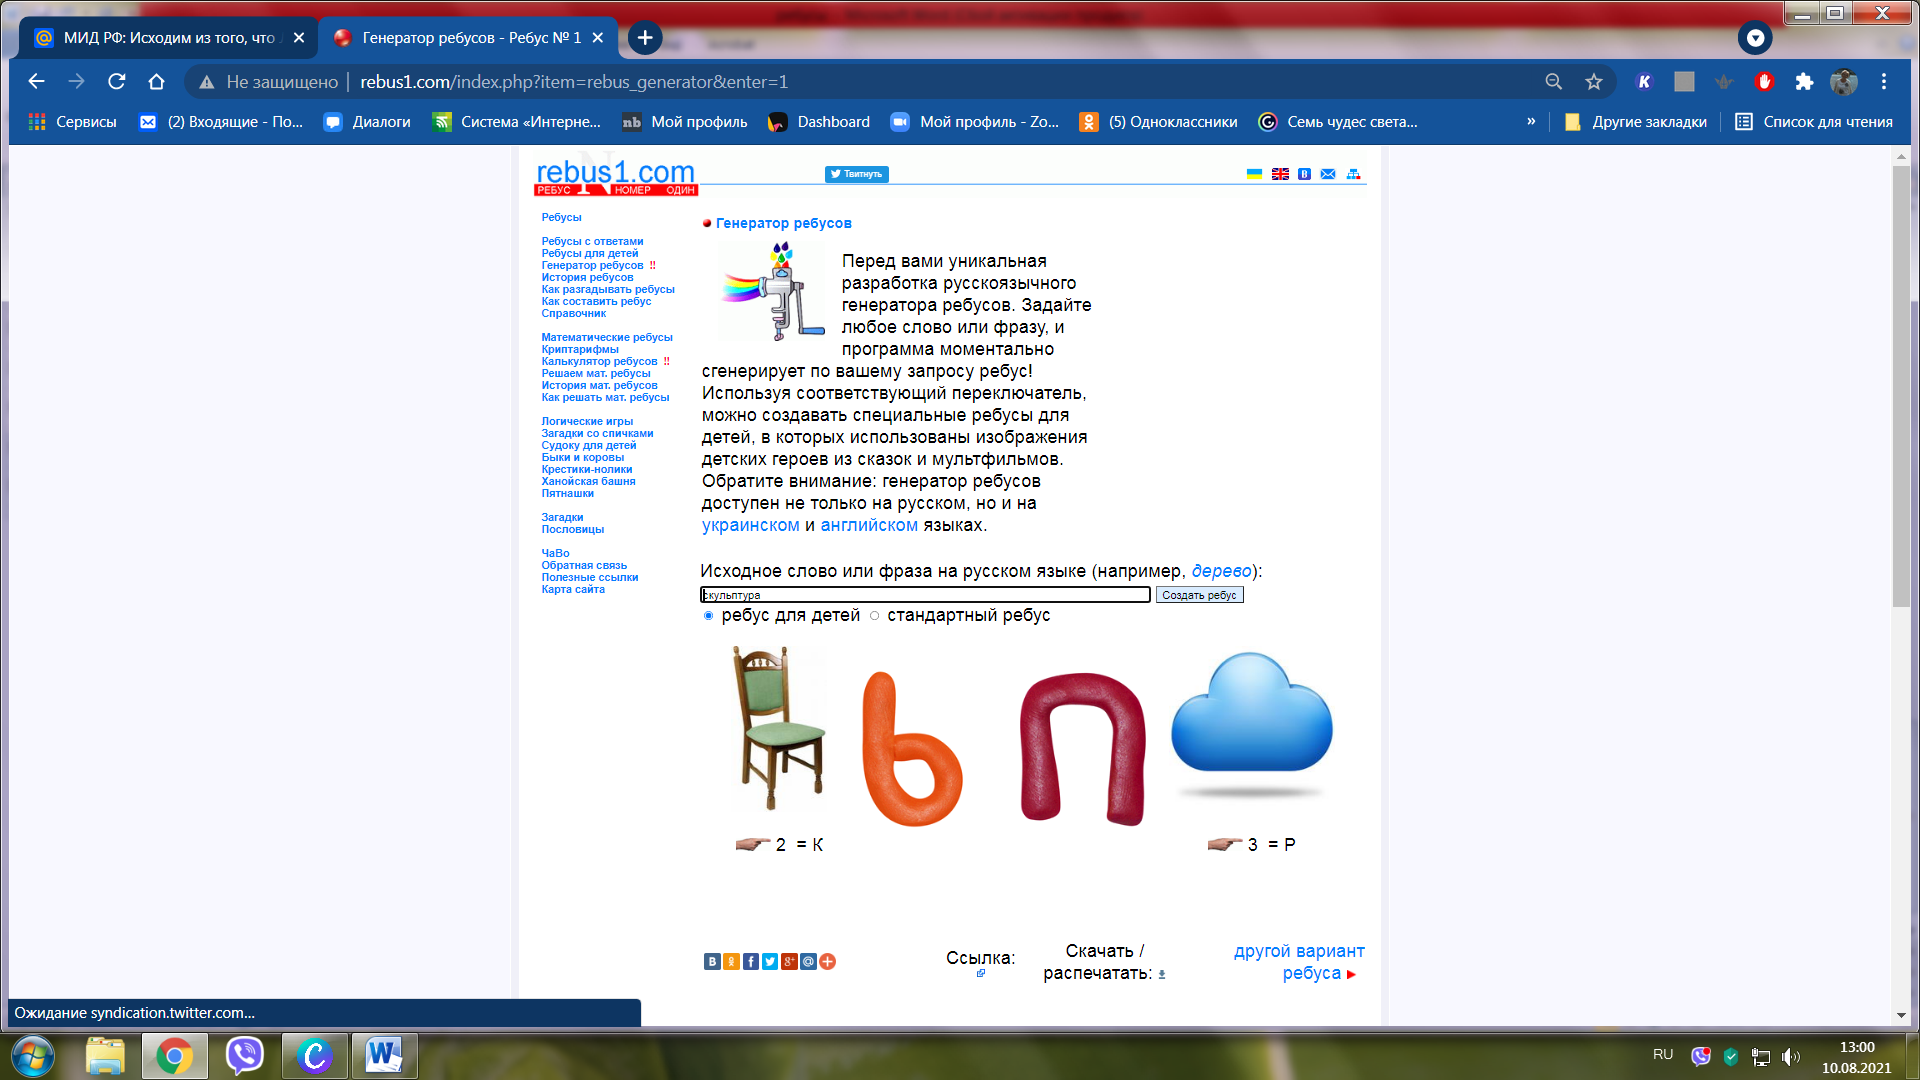 МИД РФ: Исходим из того, что
Генератор ребусов - Ребус № 1
Не защищено
rebus1.com/index.php?item=rebus_generator&enter=1
Сервисы
(2) Входящие - По...
Диалоги
Система «Интерне...
nb Мой профиль
Dashboard
Мой профиль - Zo...
(5) Одноклассники
Семь чудес света...
»
Другие закладки
Список для чтения
rebus1.com
РЕБУС НОМЕР ОДИН
Твитнуть
Ребусы
Ребусы с ответами
Ребусы для детей
Генератор ребусов !!
История ребусов
Как разгадывать ребусы
Как составить ребус
Справочник
Математические ребусы
Криптарифмы
Калькулятор ребусов !!
Решаем мат. ребусы
История мат. ребусов
Как решать мат. ребусы
Логические игры
Загадки со спичками
Судоку для детей
Быки и коровы
Крестики-нолики
Ханойская башня
Пятнашки
Загадки
Пословицы
ЧаВо
Обратная связь
Полезные ссылки
Карта сайта
Генератор ребусов
Перед вами уникальная
разработка русскоязычного
генератора ребусов. Задайте
любое слово или фразу, и
программа моментально
сгенерирует по вашему запросу ребус!
Используя соответствующий переключатель,
можно создавать специальные ребусы для
детей, в которых использованы изображения
детских героев из сказок и мультфильмов.
Обратите внимание: генератор ребусов
доступен не только на русском, но и на
украинском и английском языках.
Исходное слово или фраза на русском языке (например, дерево):
скульптура
Создать ребус
ребус для детей
стандартный ребус
Ь П
2 = К
3 = Р
Ссылка:
Скачать /
распечатать:
другой вариант
ребуса
Ожидание syndication.twitter.com...
RU
13:00
10.08.2021